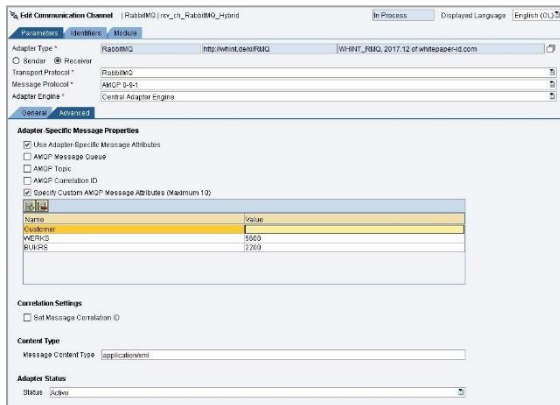 Edit Communication Channel | RabbitMQ | rcv_ch_RabbitMQ_Hybrid In Process Displayed Language English (OL)
Parameters Identifiers Module
Adapter Type * RabbitMQ http://whint.de/d/RMQ WHINT_RMQ, 2017.12 of whitepaper-id.com
Sender Receiver
Transport Protocol * RabbitMQ
Message Protocol * AMQP 0-9-1
Adapter Engine * Central Adapter Engine
General Advanced
Adapter-Specific Message Properties
Use Adapter-Specific Message Attributes
AMQP Message Queue
AMQP Topic
AMQP Correlation ID
Specify Custom AMQP Message Attributes (Maximum 10)
Name Value
Customer
WERKS 5600
BUKRS 2200
Correlation Settings
Set Message Correlation ID
Content Type
Message Content Type application/xml
Adapter Status
Status Active